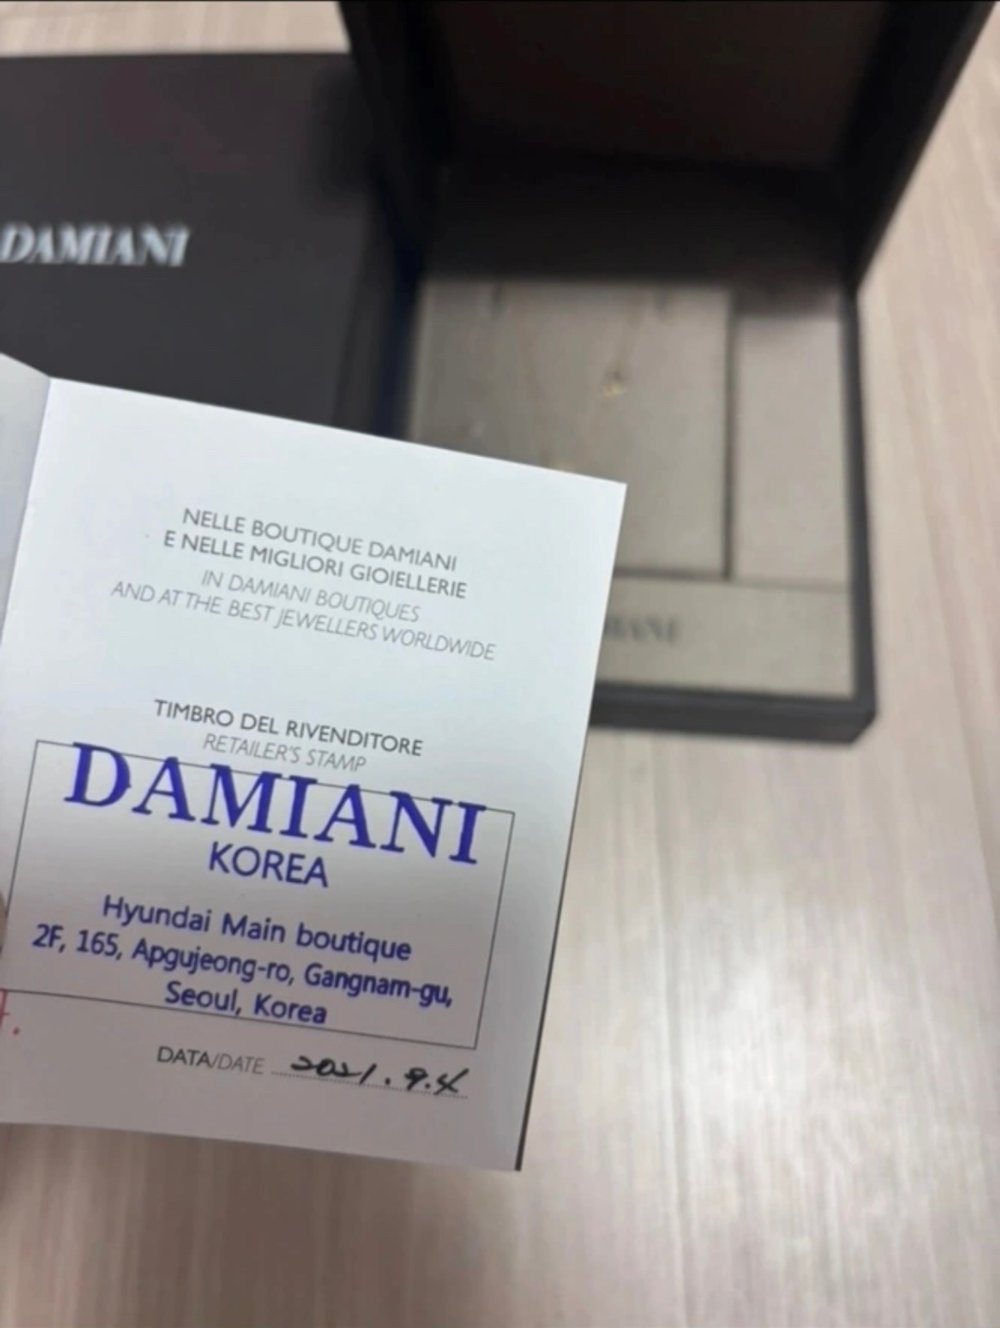 DAMIANI
NELLE BOUTIQUE DAMIANI
E NELLE MIGLIORI GIOIELLERIE
IN DAMIANI BOUTIQUES
AND AT THE BEST JEWELLERS WORLDWIDE
TIMBRO DEL RIVENDITORE
RETAILER'S STAMP
DAMIANI
KOREA
Hyundai Main boutique
2F, 165, Apgujeong-ro, Gangnam-gu,
Seoul, Korea
DATA/DATE 2021.9.4